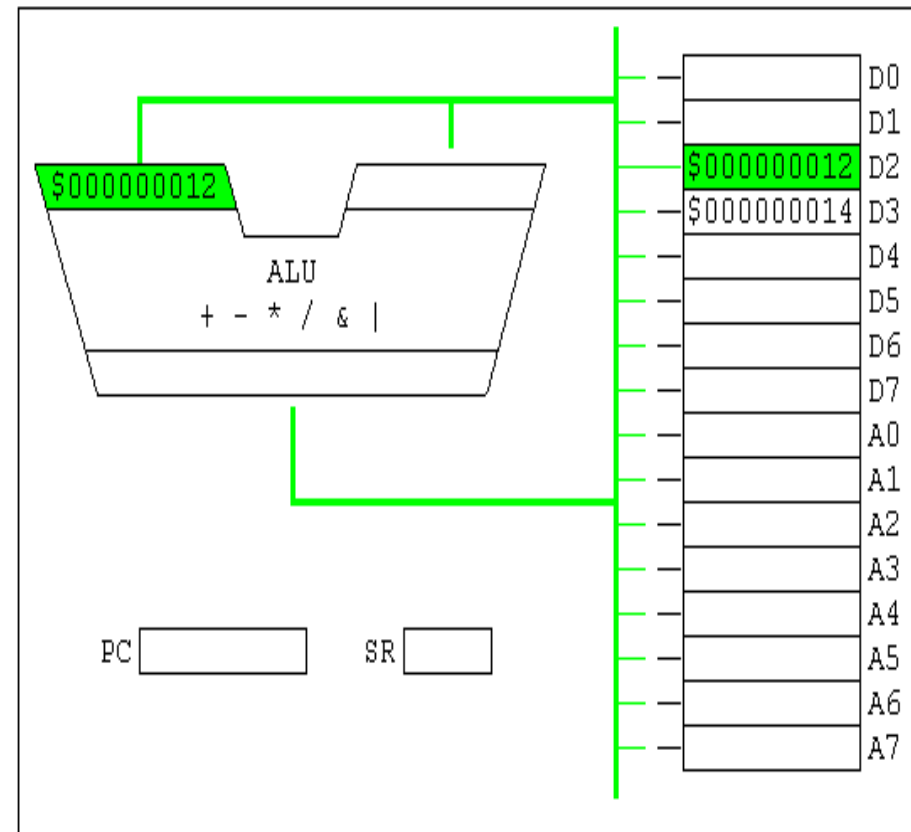 D0
D1
$000000012 $000000012 D2
$000000014 D3
ALU
D4
+ - * / & |
D5
D6
D7
A0
A1
A2
A3
A4
PC SR A5
A6
A7